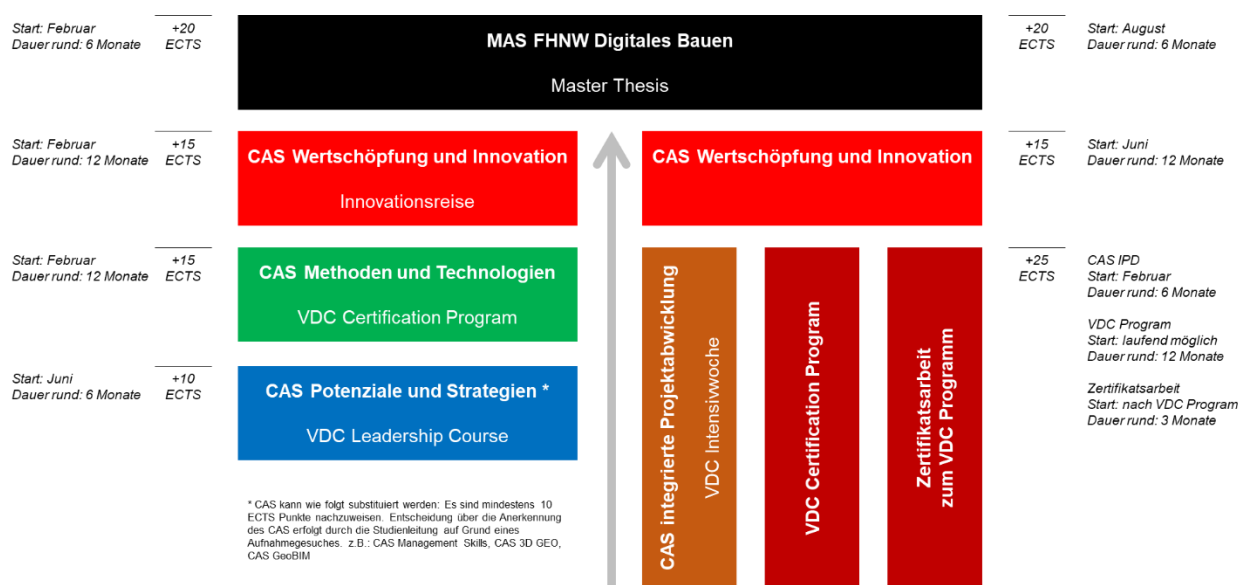 Start: Februar
Dauer rund: 6 Monate
+20
ECTS
MAS FHNW Digitales Bauen
Master Thesis
+20
ECTS
Start: August
Dauer rund: 6 Monate
Start: Februar
Dauer rund: 12 Monate
+15
ECTS
CAS Wertschöpfung und Innovation
Innovationsreise
CAS Wertschöpfung und Innovation
+15
ECTS
Start: Juni
Dauer rund: 12 Monate
Start: Februar
Dauer rund: 12 Monate
+15
ECTS
CAS Methoden und Technologien
VDC Certification Program
Start: Juni
Dauer rund: 6 Monate
+10
ECTS
CAS Potenziale und Strategien *
VDC Leadership Course
* CAS kann wie folgt substituiert werden: Es sind mindestens 10
ECTS Punkte nachzuweisen. Entscheidung über die Anerkennung
des CAS erfolgt durch die Studienleitung auf Grund eines
Aufnahmegesuches. z.B.: CAS Management Skills, CAS 3D GEO,
CAS GeoBIM
CAS integrierte Projektabwicklung
VDC Intensivwoche
VDC Certification Program
Zertifikatsarbeit
zum VDC Programm
+25
ECTS
CAS IPD
Start: Februar
Dauer rund: 6 Monate
VDC Program
Start: laufend möglich
Dauer rund: 12 Monate
Zertifikatsarbeit
Start: nach VDC Program
Dauer rund: 3 Monate